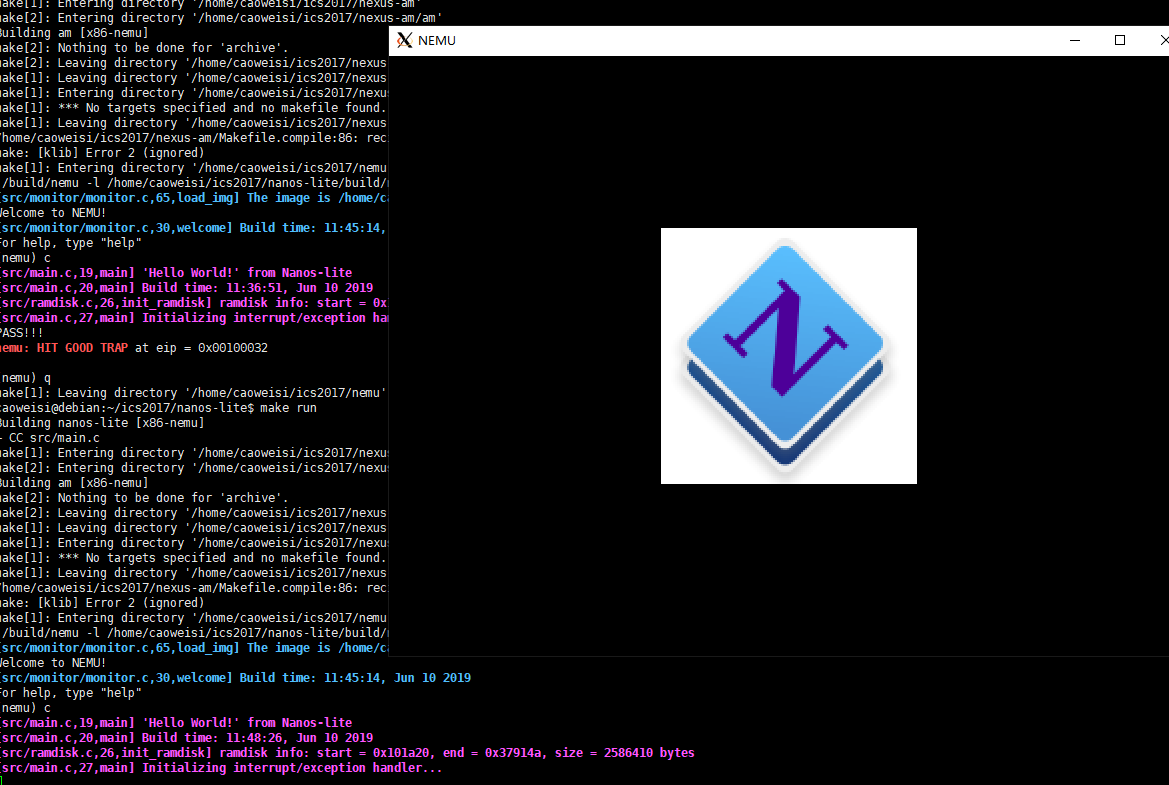 make[1]: Entering directory '/home/caoweisi/ics2017/nexus-am'
make[2]: Entering directory '/home/caoweisi/ics2017/nexus-am/am'
Building am [x86-nemu]
make[2]: Nothing to be done for 'archive'.
make[2]: Leaving directory '/home/caoweisi/ics2017/nexus
make[1]: Leaving directory '/home/caoweisi/ics2017/nexus
make[1]: Entering directory '/home/caoweisi/ics2017/nexu
make[1]: *** No targets specified and no makefile found.
make[1]: Leaving directory '/home/caoweisi/ics2017/nexus
/home/caoweisi/ics2017/nexus-am/Makefile.compile:86: rec
make: [klib] Error 2 (ignored)
make[1]: Entering directory '/home/caoweisi/ics2017/nemu
/build/nemu -l /home/caoweisi/ics2017/nanos-lite/build/
[src/monitor/monitor.c,65,load_img] The image is /home/ca
Welcome to NEMU!
[src/monitor/monitor.c,30,welcome] Build time: 11:45:14,
For help, type "help"
(nemu) c
[src/main.c,19,main] 'Hello World!' from Nanos-lite
[src/main.c,20,main] Build time: 11:36:51, Jun 10 2019
[src/ramdisk.c,26,init_ramdisk] ramdisk info: start = 0x
[src/main.c,27,main] Initializing interrupt/exception han
PASS!!!
nemu: HIT GOOD TRAP at eip = 0x00100032
(nemu) q
make[1]: Leaving directory '/home/caoweisi/ics2017/nemu'
caoweisi@debian:~/ics2017/nanos-lite$ make run
Building nanos-lite [x86-nemu]
+ CC src/main.c
make[1]: Entering directory '/home/caoweisi/ics2017/nexu
make[2]: Entering directory '/home/caoweisi/ics2017/nexu
Building am [x86-nemu]
make[2]: Nothing to be done for 'archive'.
make[2]: Leaving directory '/home/caoweisi/ics2017/nexus
make[1]: Leaving directory '/home/caoweisi/ics2017/nexus
make[1]: Entering directory '/home/caoweisi/ics2017/nexu
make[1]: *** No targets specified and no makefile found.
make[1]: Leaving directory '/home/caoweisi/ics2017/nexus
/home/caoweisi/ics2017/nexus-am/Makefile.compile:86: rec
make: [klib] Error 2 (ignored)
make[1]: Entering directory '/home/caoweisi/ics2017/nemu
/build/nemu -l /home/caoweisi/ics2017/nanos-lite/build/
[src/monitor/monitor.c,65,load_img] The image is /home/ca
Welcome to NEMU!
[src/monitor/monitor.c,30,welcome] Build time: 11:45:14, Jun 10 2019
For help, type "help"
(nemu) c
[src/main.c,19,main] 'Hello World!' from Nanos-lite
[src/main.c,20,main] Build time: 11:48:26, Jun 10 2019
[src/ramdisk.c,26,init_ramdisk] ramdisk info: start = 0x101a20, end = 0x37914a, size = 2586410 bytes
[src/main.c,27,main] Initializing interrupt/exception handler...
NEMU
N